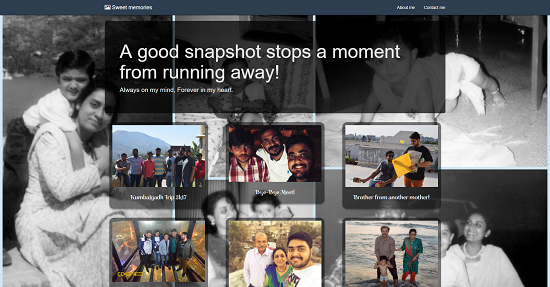 Sweet memories
About me
Contact me
A good snapshot stops a moment
from running away!
Always on my mind, Forever in my heart.
Bye-Bye Meet!
Kumbalgadh Trip 2k17
Brother from another mother!